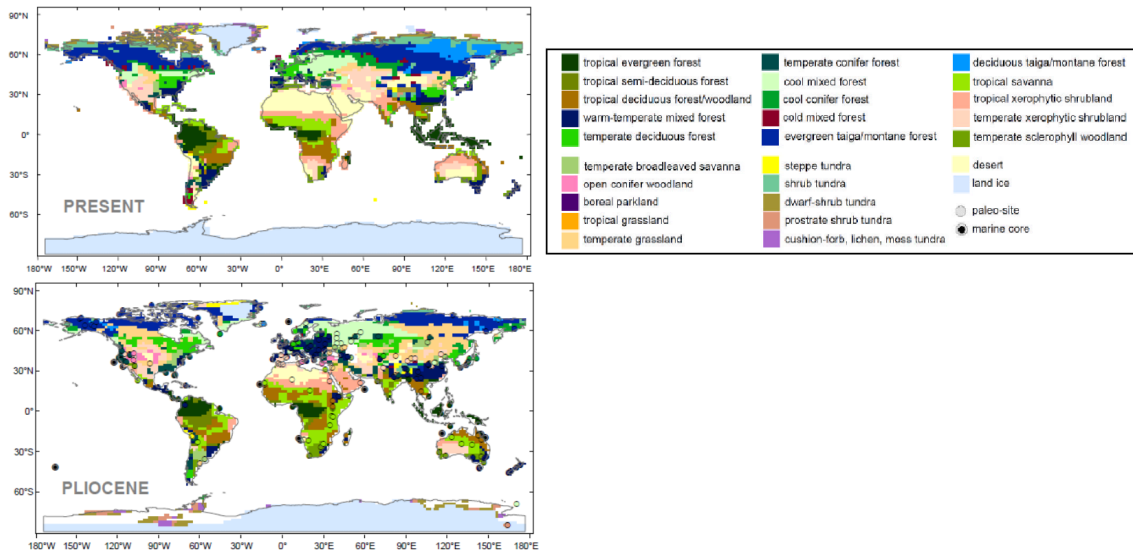 90°N
60°N
30°N
0°
30°S
60°S
PRESENT
180°W 150°W 120°W 90°W 60°W 30°W 0° 30°E 60°E 90°E 120°E 150°E 180°E
tropical evergreen forest
tropical semi-deciduous forest
tropical deciduous forest/woodland
warm-temperate mixed forest
temperate deciduous forest
temperate broadleaved savanna
open conifer woodland
boreal parkland
tropical grassland
temperate grassland
temperate conifer forest
cool mixed forest
cool conifer forest
cold mixed forest
evergreen taiga/montane forest
steppe tundra
shrub tundra
dwarf-shrub tundra
prostrate shrub tundra
cushion-forb, lichen, moss tundra
deciduous taiga/montane forest
tropical savanna
tropical xerophytic shrubland
temperate xerophytic shrubland
temperate sclerophyll woodland
desert
land ice
paleo-site
marine core
90°N
60°N
30°N
0°
30°S
60°S
PLIOCENE
180°W 150°W 120°W 90°W 60°W 30°W 0° 30°E 60°E 90°E 120°E 150°E 180°E